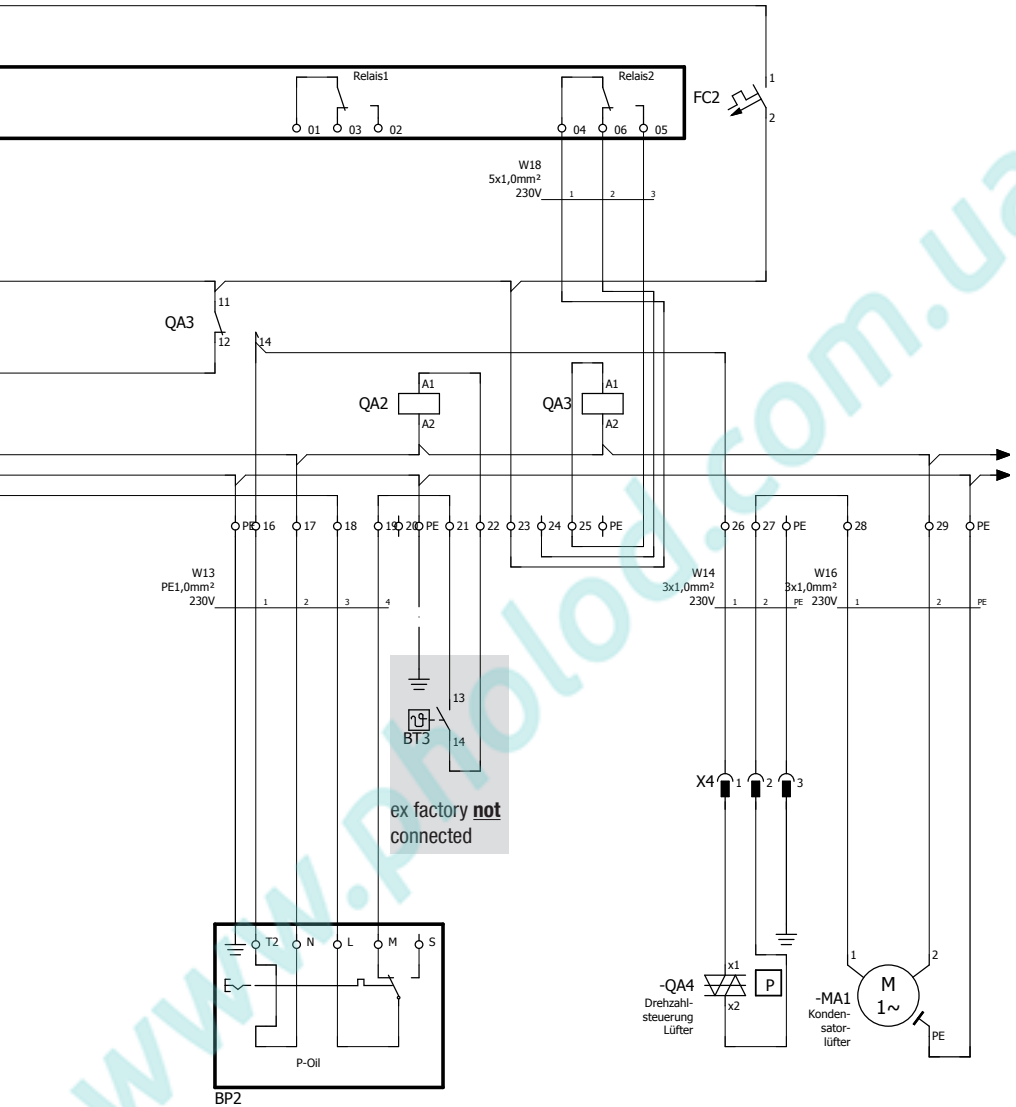 Relais1
Relais2
01
03
02
04
06
05
FC2
1
2
W18
5x1,0mm²
230V
1
2
3
QA3
11
12
14
QA2
A1
A2
QA3
A1
A2
PE
16
17
18
19
20
PE
21
22
23
24
25
PE
26
27
PE
28
29
PE
W13
PE1,0mm²
230V
1
2
3
4
W14
3x1,0mm²
230V
1
2
PE
W16
3x1,0mm²
230V
1
2
PE
13
BT3
14
ex factory not
connected
X4
1
2
3
T2
N
L
M
S
P-Oil
BP2
x1
x2
-QA4
Drehzahl-
steuerung
Lüfter
P
1
2
-MA1
Konden-
sator-
lüfter
M
1~
PE
www.pholod.com.ua